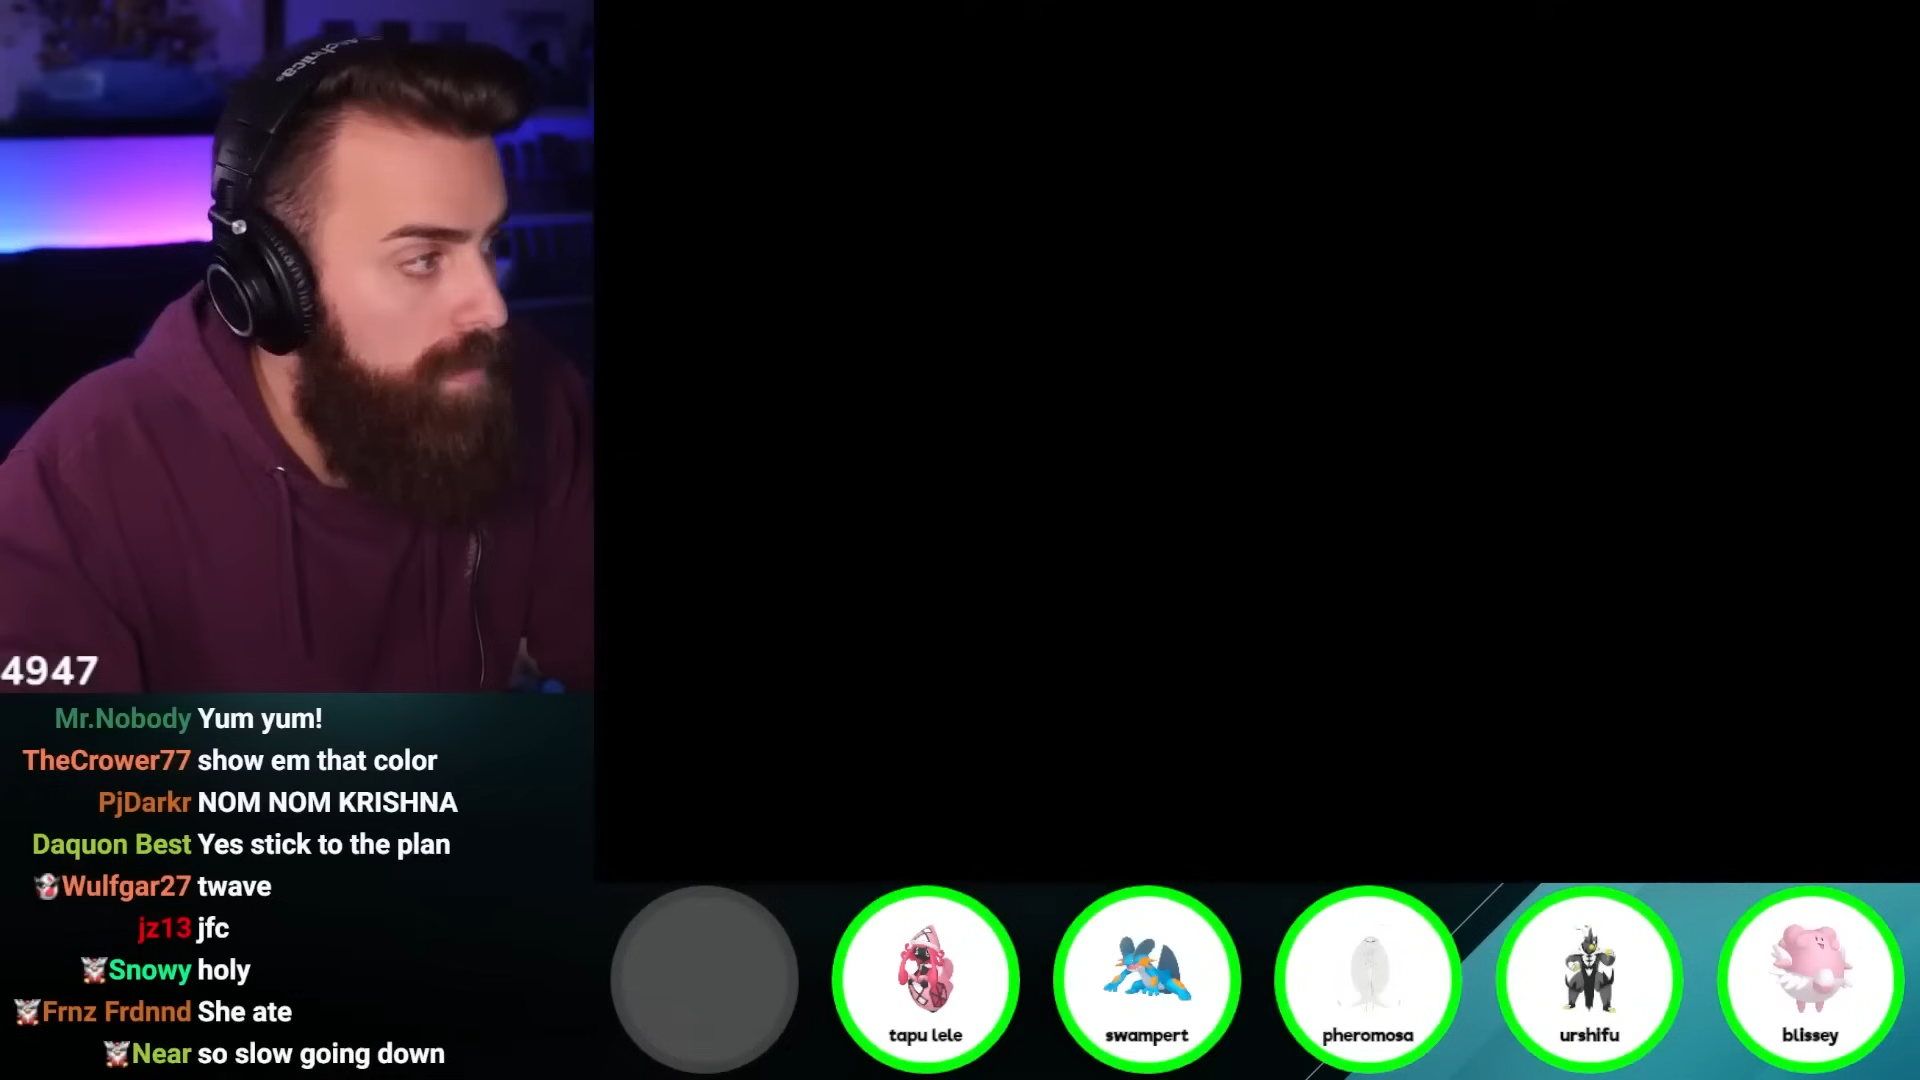 4947
Mr.Nobody Yum yum!
TheCrower77 show em that color
PjDarkr NOM NOM KRISHNA
Daquon Best Yes stick to the plan
Wulfgar27 twave
jz13 jfc
Snowy holy
Frnz Frdnnd She ate
Near so slow going down
tapu lele
swampert
pheromosa
urshifu
blissey